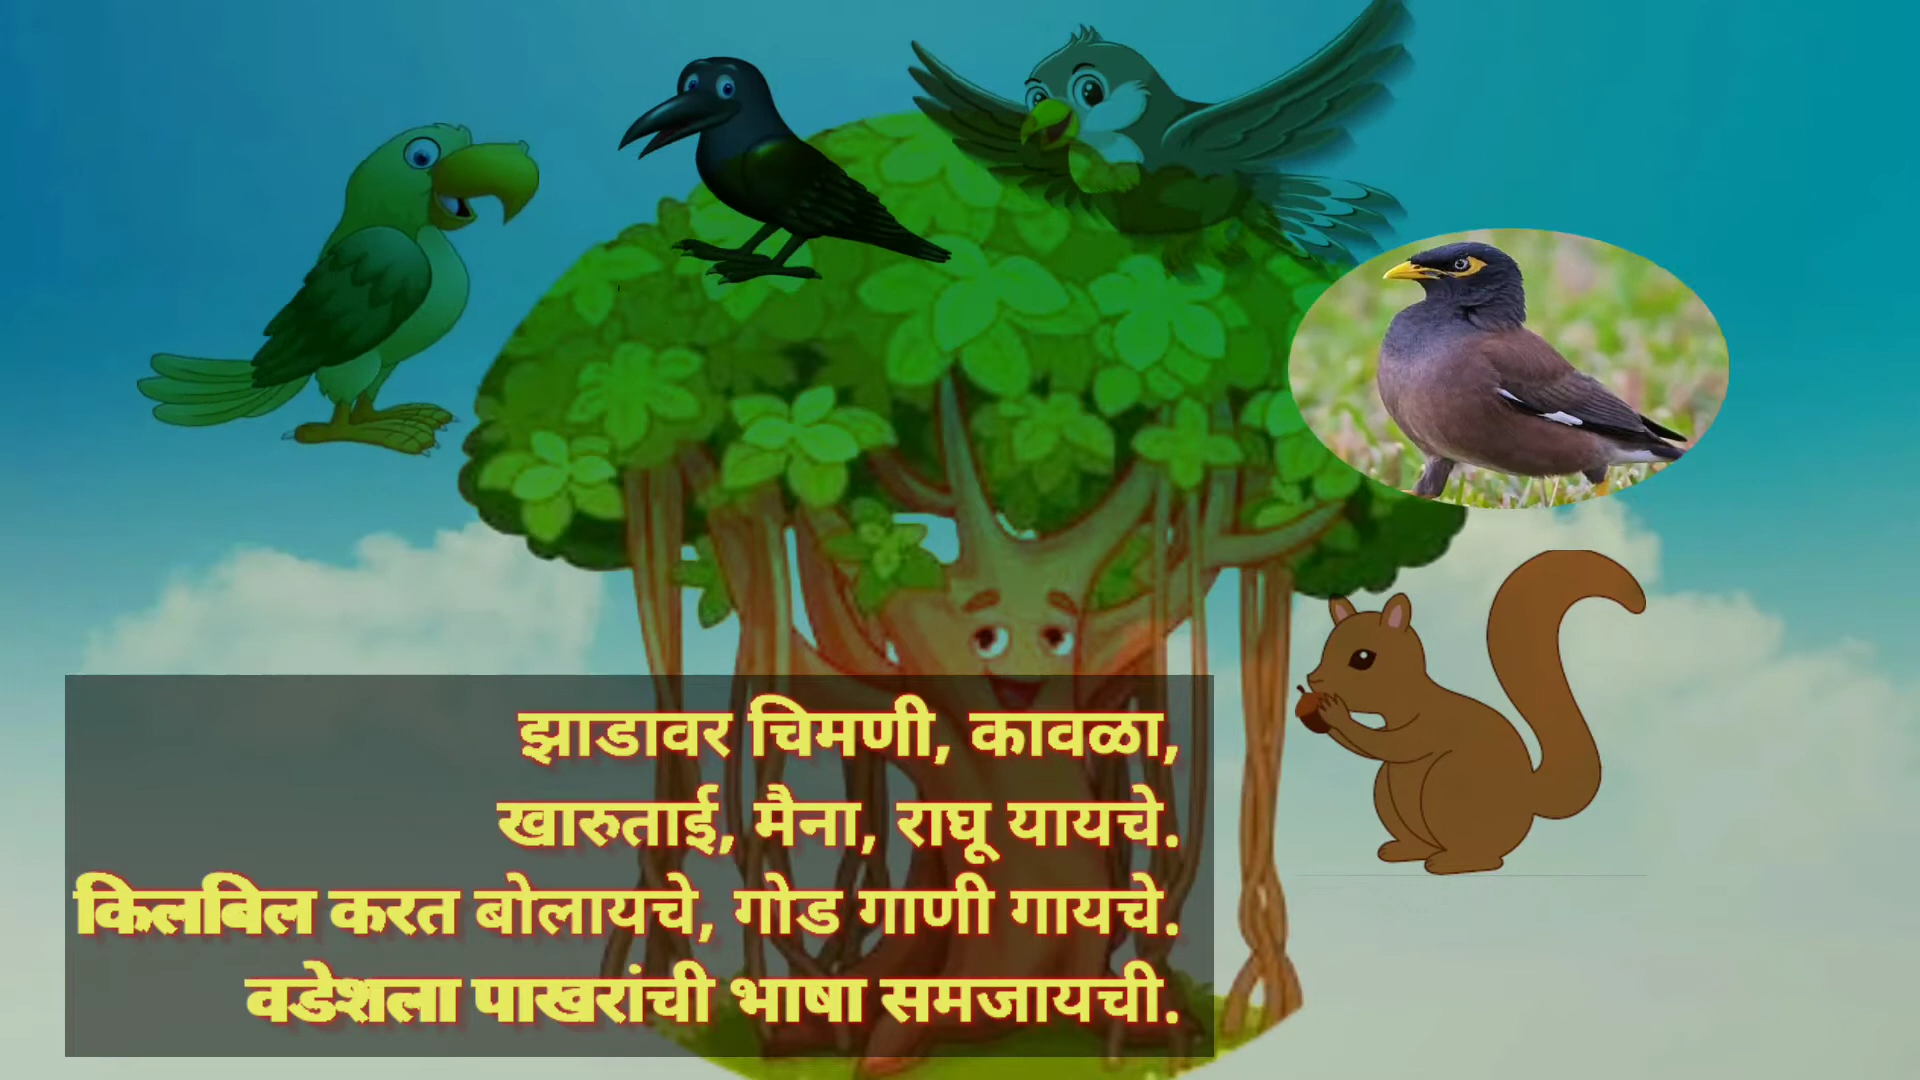 झाडावर चिमणी, कावळा,
खारुताई, मैना, राघू यायचे.
किलबिल करत बोलायचे, गोड गाणी गायचे.
वडेशला पाखरांची भाषा समजायची.